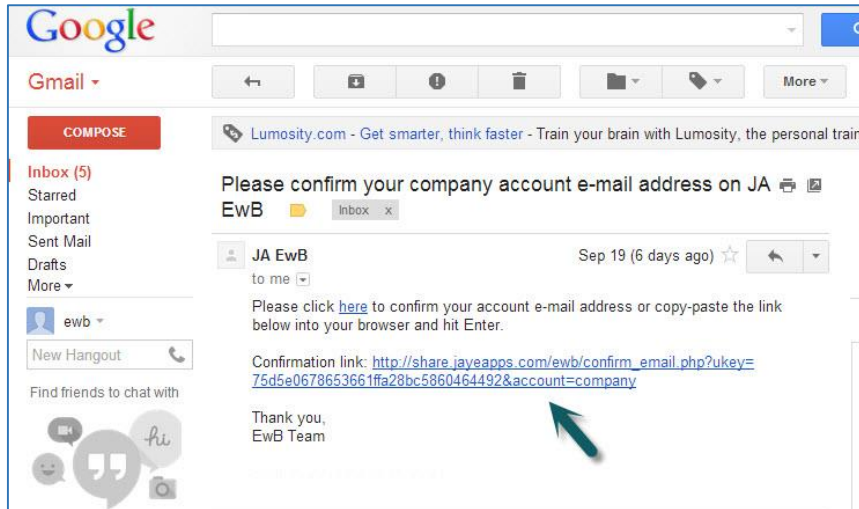 Google
Gmail
More
COMPOSE
Lumosity.com - Get smarter, think faster - Train your brain with Lumosity, the personal train
Inbox (5)
Starred
Important
Sent Mail
Drafts
More
ewb
New Hangout
Find friends to chat with
hi
Please confirm your company account e-mail address on JA
EwB Inbox x
JA EwB Sep 19 (6 days ago)
to me
Please click here to confirm your account e-mail address or copy-paste the link
below into your browser and hit Enter.
Confirmation link: http://share.jayeapps.com/ewb/confirm_email.php?ukey=
75d5e0678653661ffa28bc5860464492&account=company
Thank you,
EwB Team